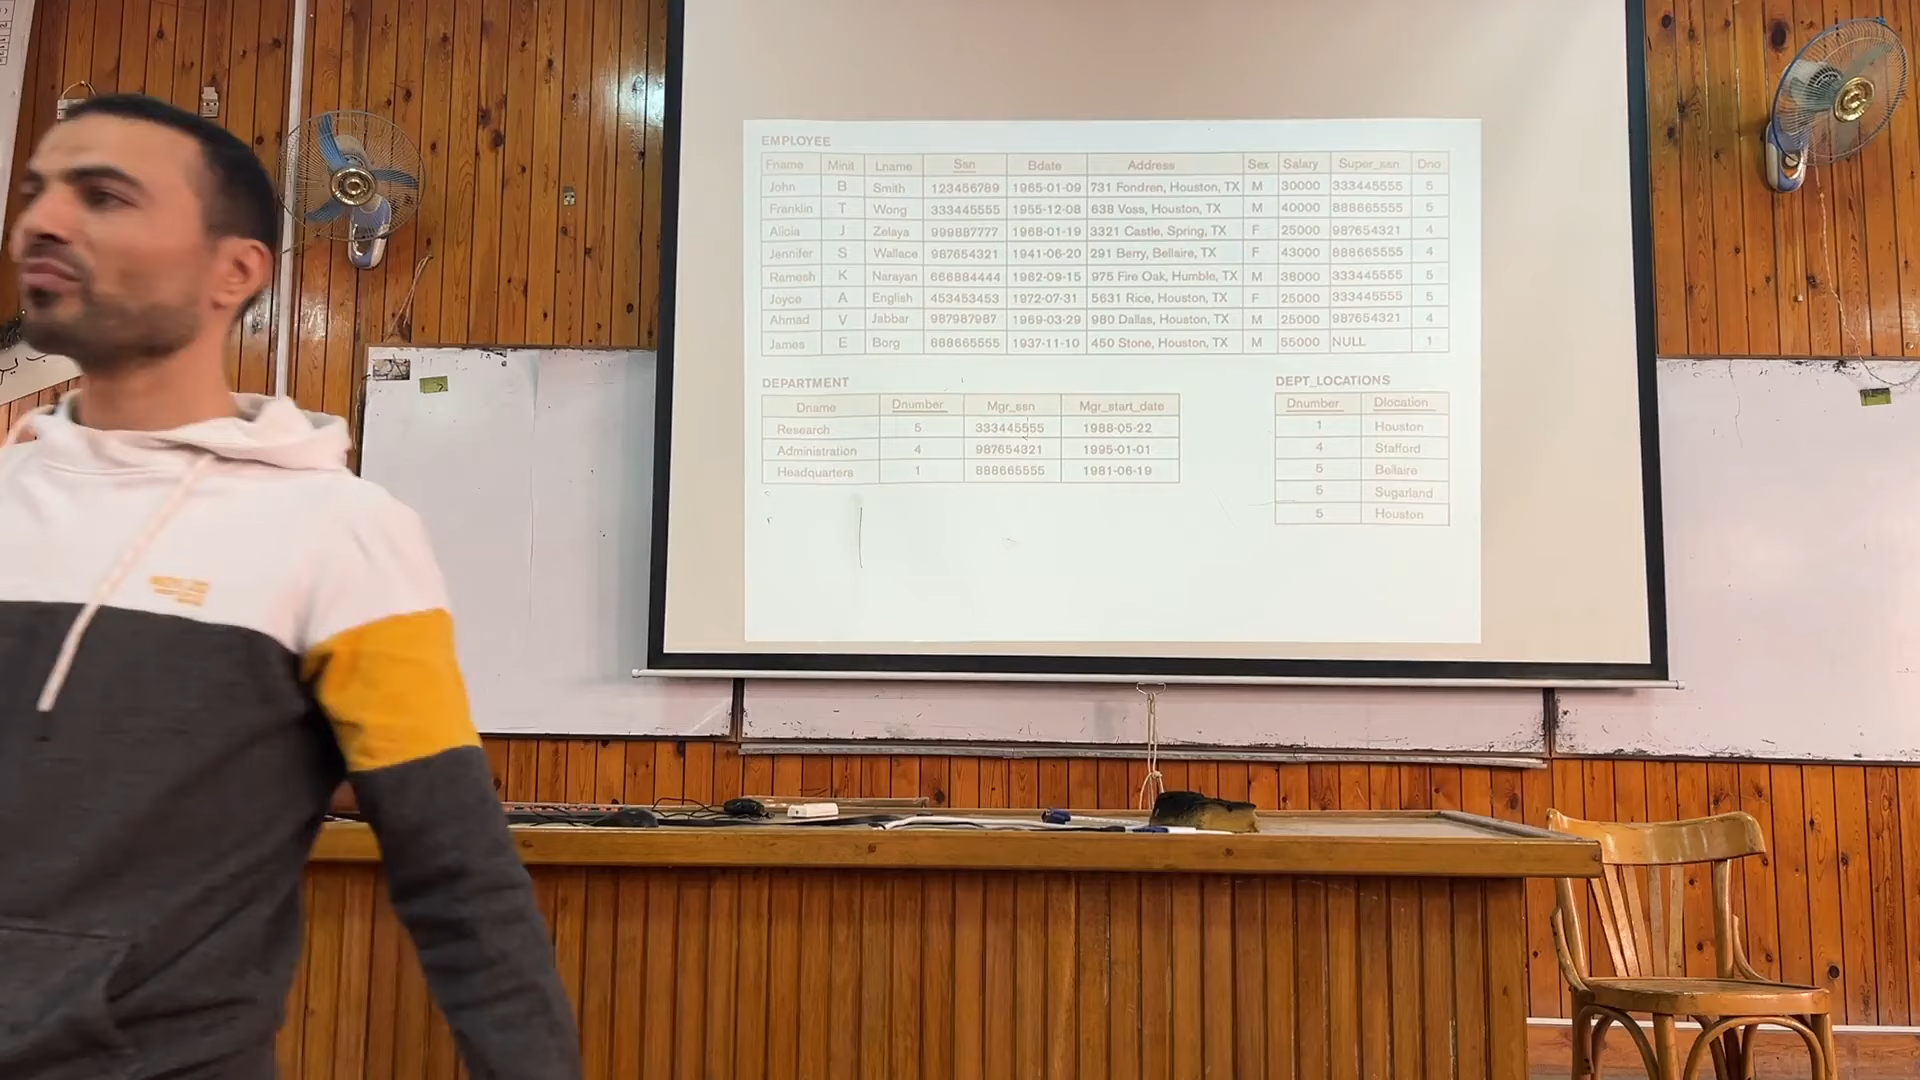 EMPLOYEE
Fname Minit Lname Ssn Bdate Address Sex Salary Super_ssn Dno
John B Smith 123456789 1965-01-09 731 Fondren, Houston, TX M 30000 333445555 5
Franklin T Wong 333445555 1955-12-08 638 Voss, Houston, TX M 40000 888665555 5
Alicia J Zelaya 999887777 1968-01-19 3321 Castle, Spring, TX F 25000 987654321 4
Jennifer S Wallace 987654321 1941-06-20 291 Berry, Bellaire, TX F 43000 888665555 4
Ramesh K Narayan 666884444 1962-09-15 975 Fire Oak, Humble, TX M 38000 333445555 5
Joyce A English 453453453 1972-07-31 5631 Rice, Houston, TX F 25000 333445555 5
Ahmad V Jabbar 987987987 1969-03-29 980 Dallas, Houston, TX M 25000 987654321 4
James E Borg 888665555 1937-11-10 450 Stone, Houston, TX M 55000 NULL 1
DEPARTMENT
Dname Dnumber Mgr_ssn Mgr_start_date
Research 5 333445555 1988-05-22
Administration 4 987654321 1995-01-01
Headquarters 1 888665555 1981-06-19
DEPT_LOCATIONS
Dnumber Dlocation
1 Houston
4 Stafford
5 Bellaire
5 Sugarland
5 Houston